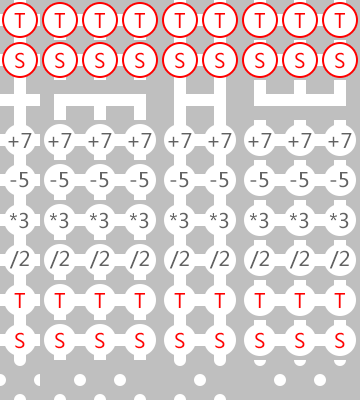 T T T T T T T T T
S S S S S S S S S
+7 +7 +7 +7 +7 +7 +7 +7 +7
-5 -5 -5 -5 -5 -5 -5 -5 -5
*3 *3 *3 *3 *3 *3 *3 *3 *3
/2 /2 /2 /2 /2 /2 /2 /2 /2
T T T T T T T T T
S S S S S S S S S